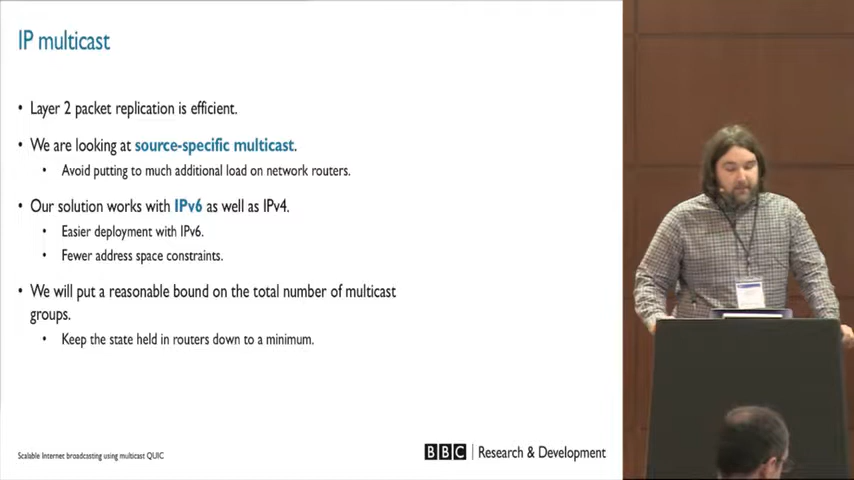 IP multicast
• Layer 2 packet replication is efficient.
• We are looking at source-specific multicast.
• Avoid putting to much additional load on network routers.
• Our solution works with IPv6 as well as IPv4.
• Easier deployment with IPv6.
• Fewer address space constraints.
• We will put a reasonable bound on the total number of multicast
groups.
• Keep the state held in routers down to a minimum.
Scalable Internet broadcasting using multicast QUIC
BBC | Research & Development